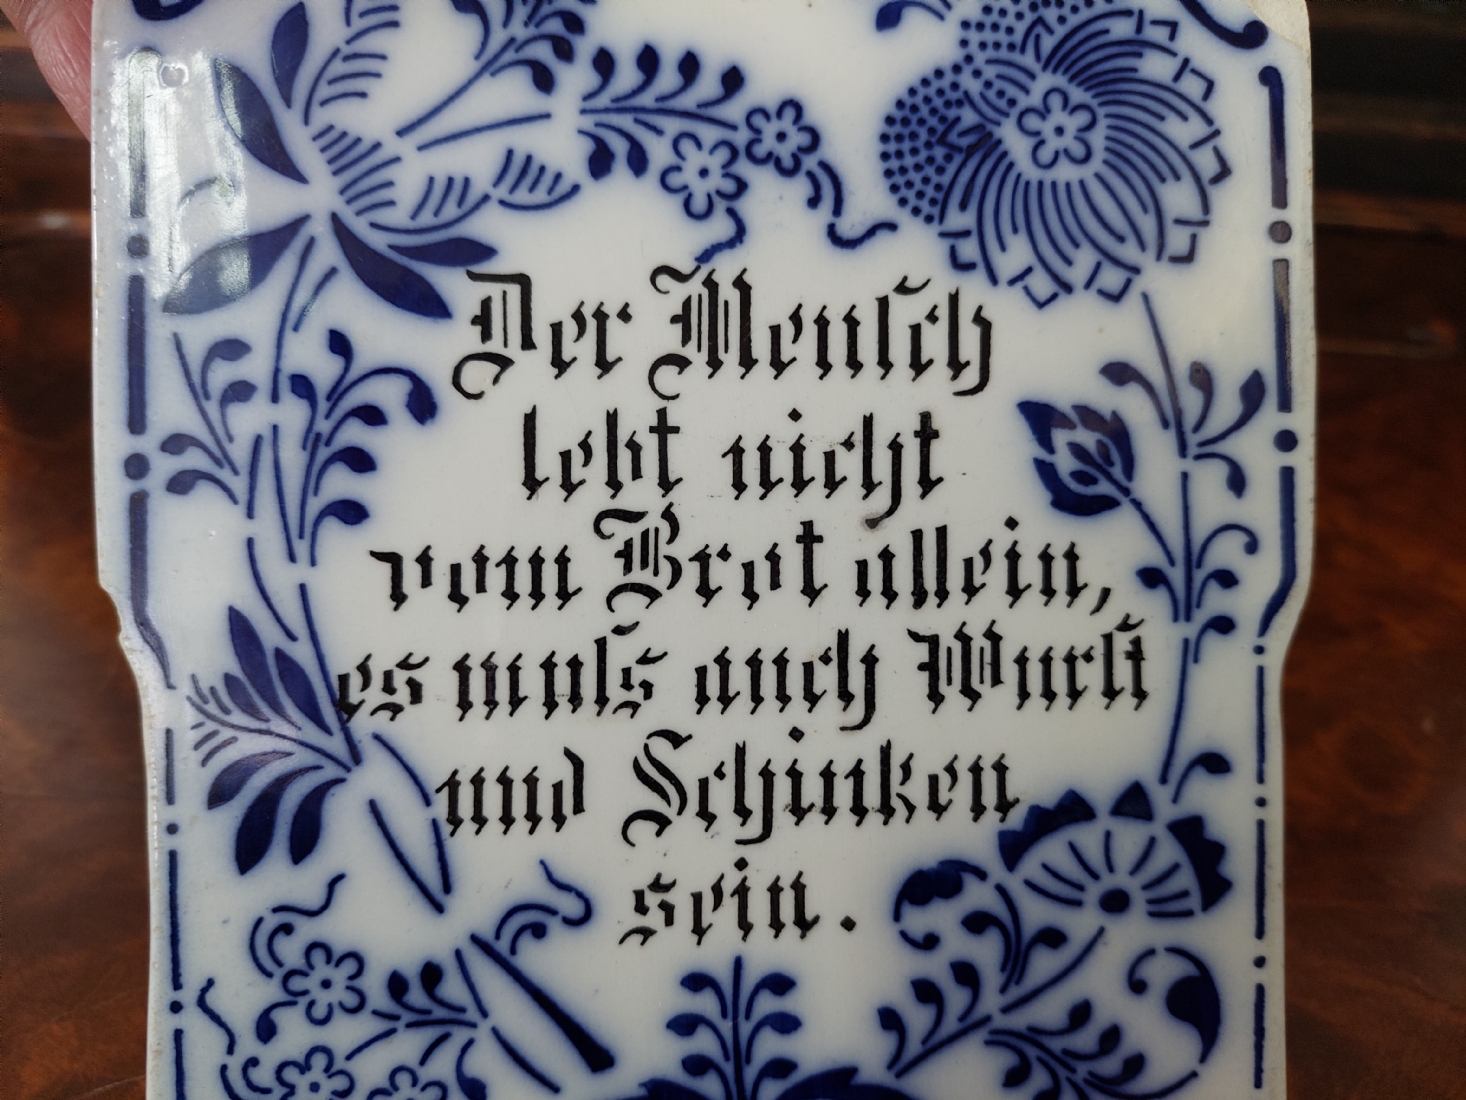 Der Menſch
lebt nicht
vom Brot allein,
es muſs auch Wurſt
und Schinken
sein.